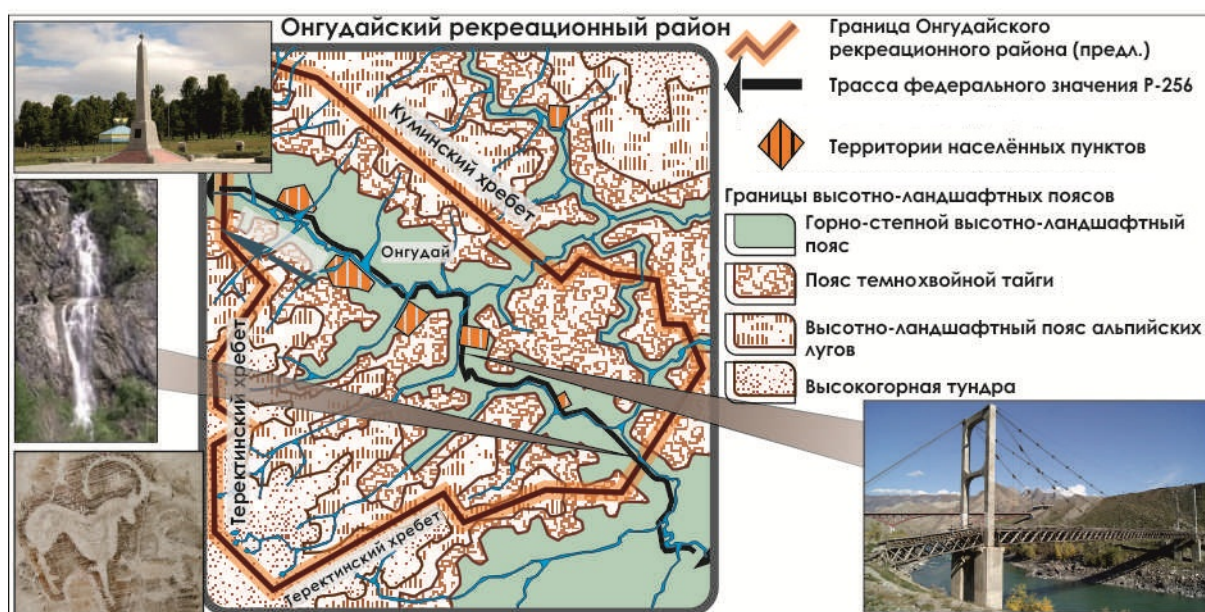 Онгудайский рекреационный район
Граница Онгудайского
рекреационного района (предл.)
Трасса федерального значения Р-256
Территории населённых пунктов
Границы высотно-ландшафтных поясов
Горно-степной высотно-ландшафтный
пояс
Пояс темнохвойной тайги
Высотно-ландшафтный пояс альпийских
лугов
Высокогорная тундра
Куминский хребет
Онгудай
Теректинский хребет
Теректинский хребет